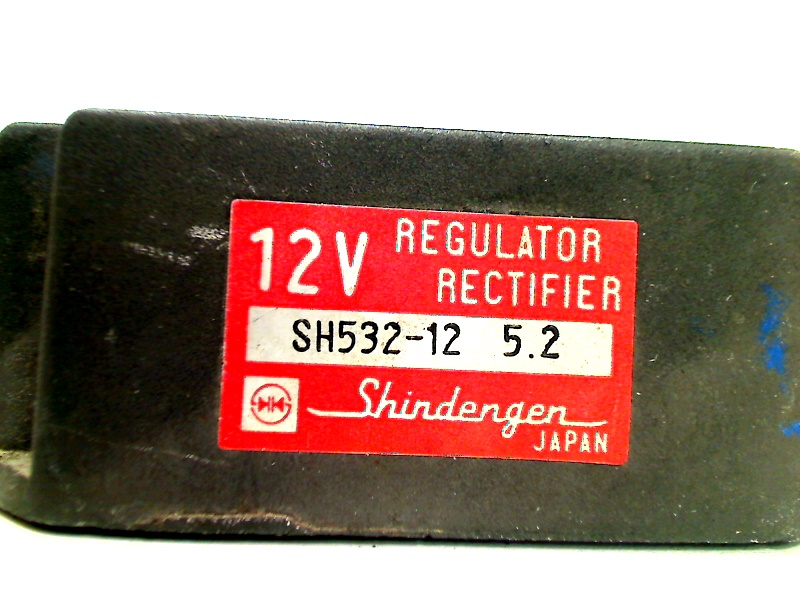 12V REGULATOR
RECTIFIER
SH532-12 5.2
Shindengen
JAPAN